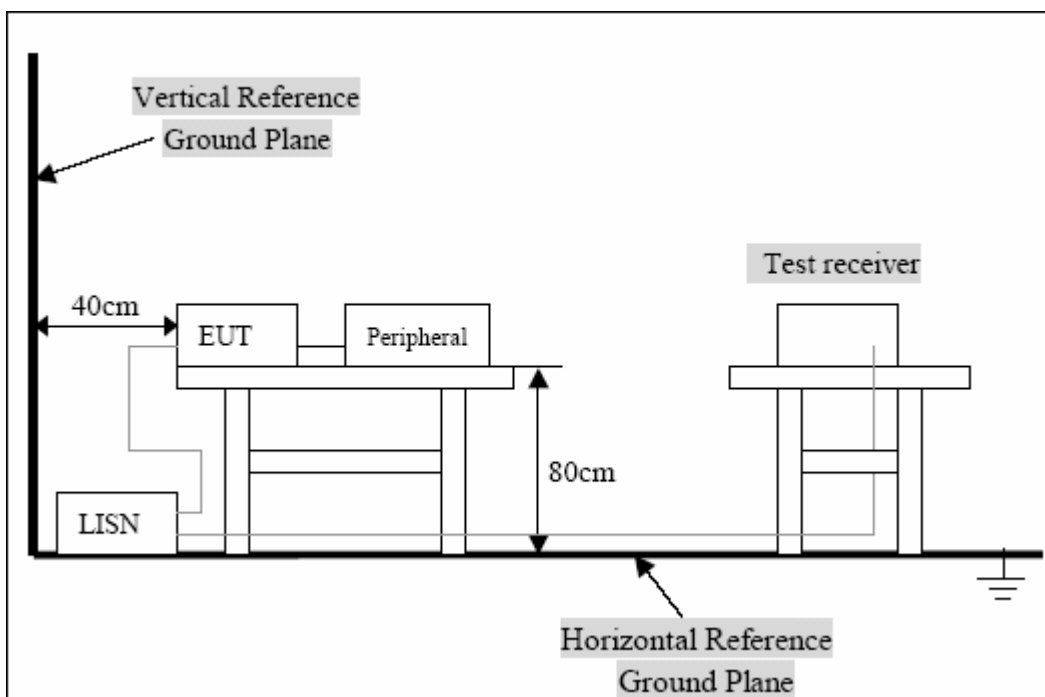 Vertical Reference
Ground Plane
Test receiver
40cm
EUT
Peripheral
80cm
LISN
Horizontal Reference
Ground Plane